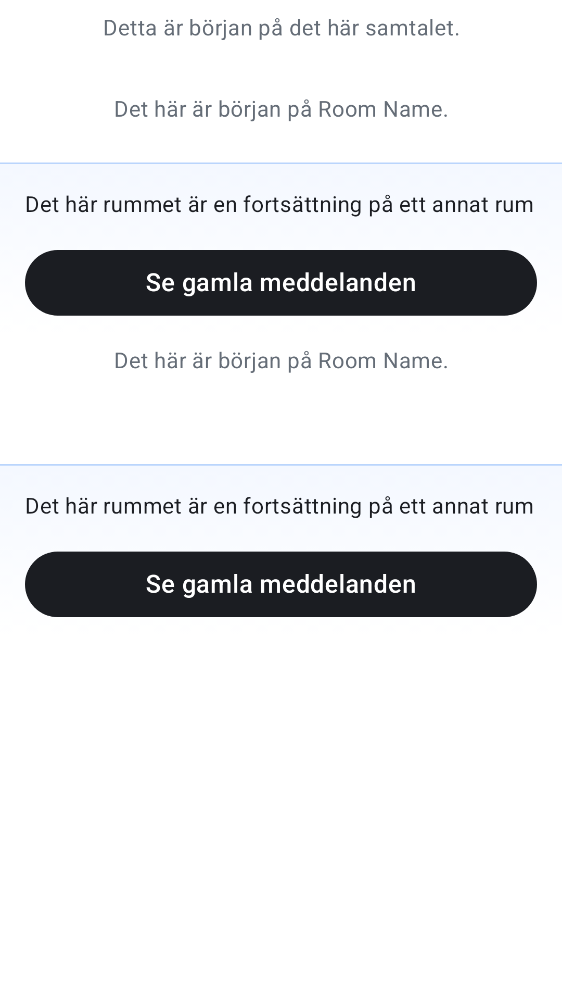 Detta är början på det här samtalet.
Det här är början på Room Name.
Det här rummet är en fortsättning på ett annat rum
Se gamla meddelanden
Det här är början på Room Name.
Det här rummet är en fortsättning på ett annat rum
Se gamla meddelanden